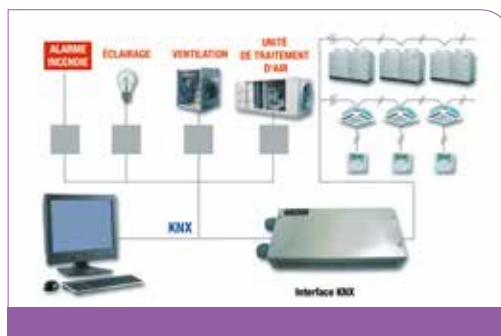 ALARME
INCENDIE
ÉCLAIRAGE
VENTILATION
UNITÉ
DE TRAITEMENT
D'AIR
KNX
Interface KNX